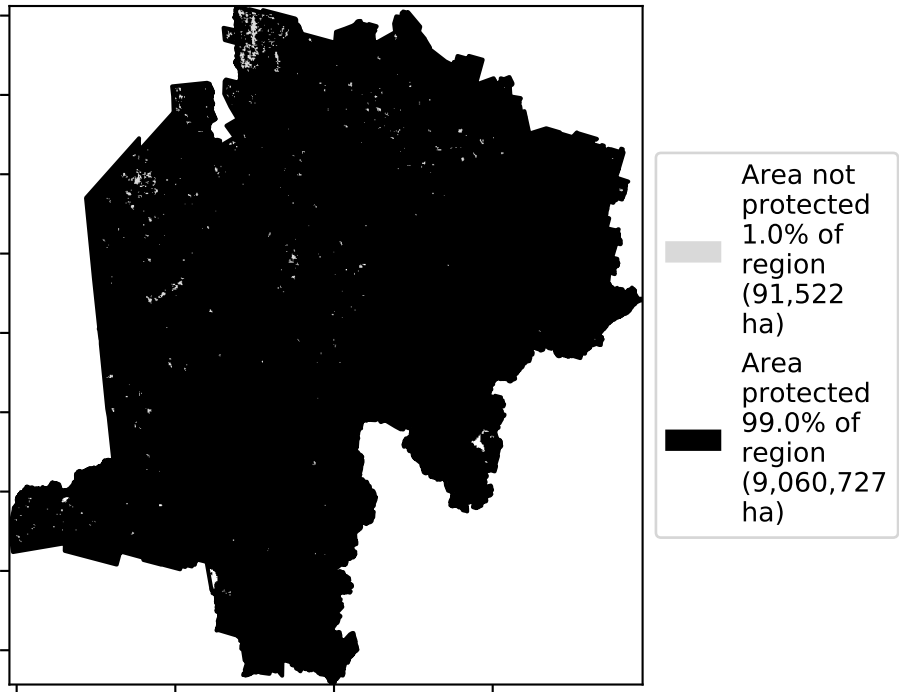 Area not
protected
1.0% of
region
(91,522
ha)
Area
protected
99.0% of
region
(9,060,727
ha)